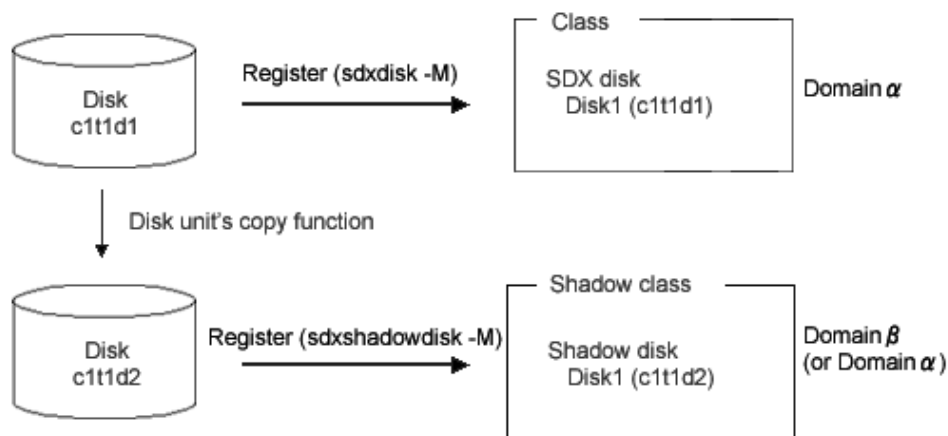 Disk
c1t1d1
Register (sdxdisk -M)
Class
SDX disk
Disk1 (c1t1d1)
Domain α
Disk unit's copy function
Disk
c1t1d2
Register (sdxshadowdisk -M)
Shadow class
Shadow disk
Disk1 (c1t1d2)
Domain β
(or Domain α)